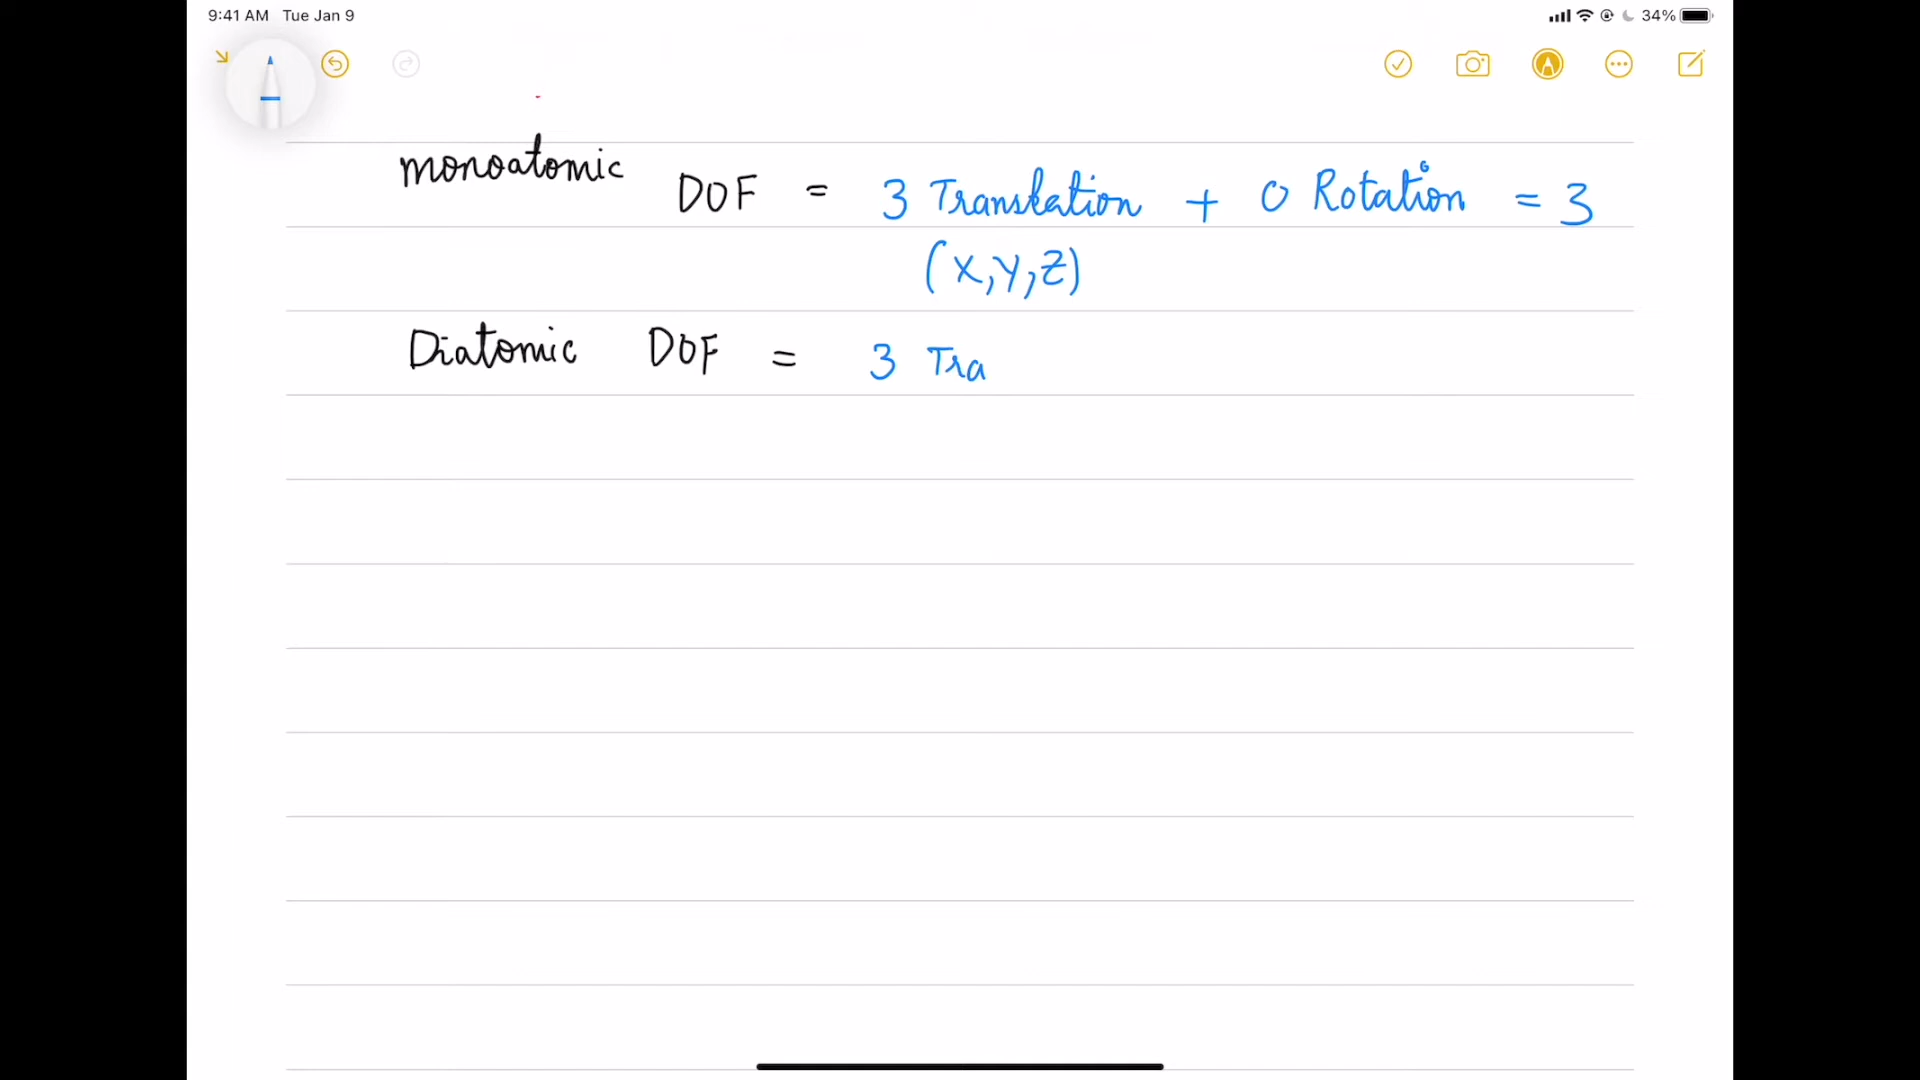 9:41 AM Tue Jan 9 34%
monoatomic DOF = 3 Translation + 0 Rotation = 3
(x,y,z)
Diatomic DOF = 3 Tra